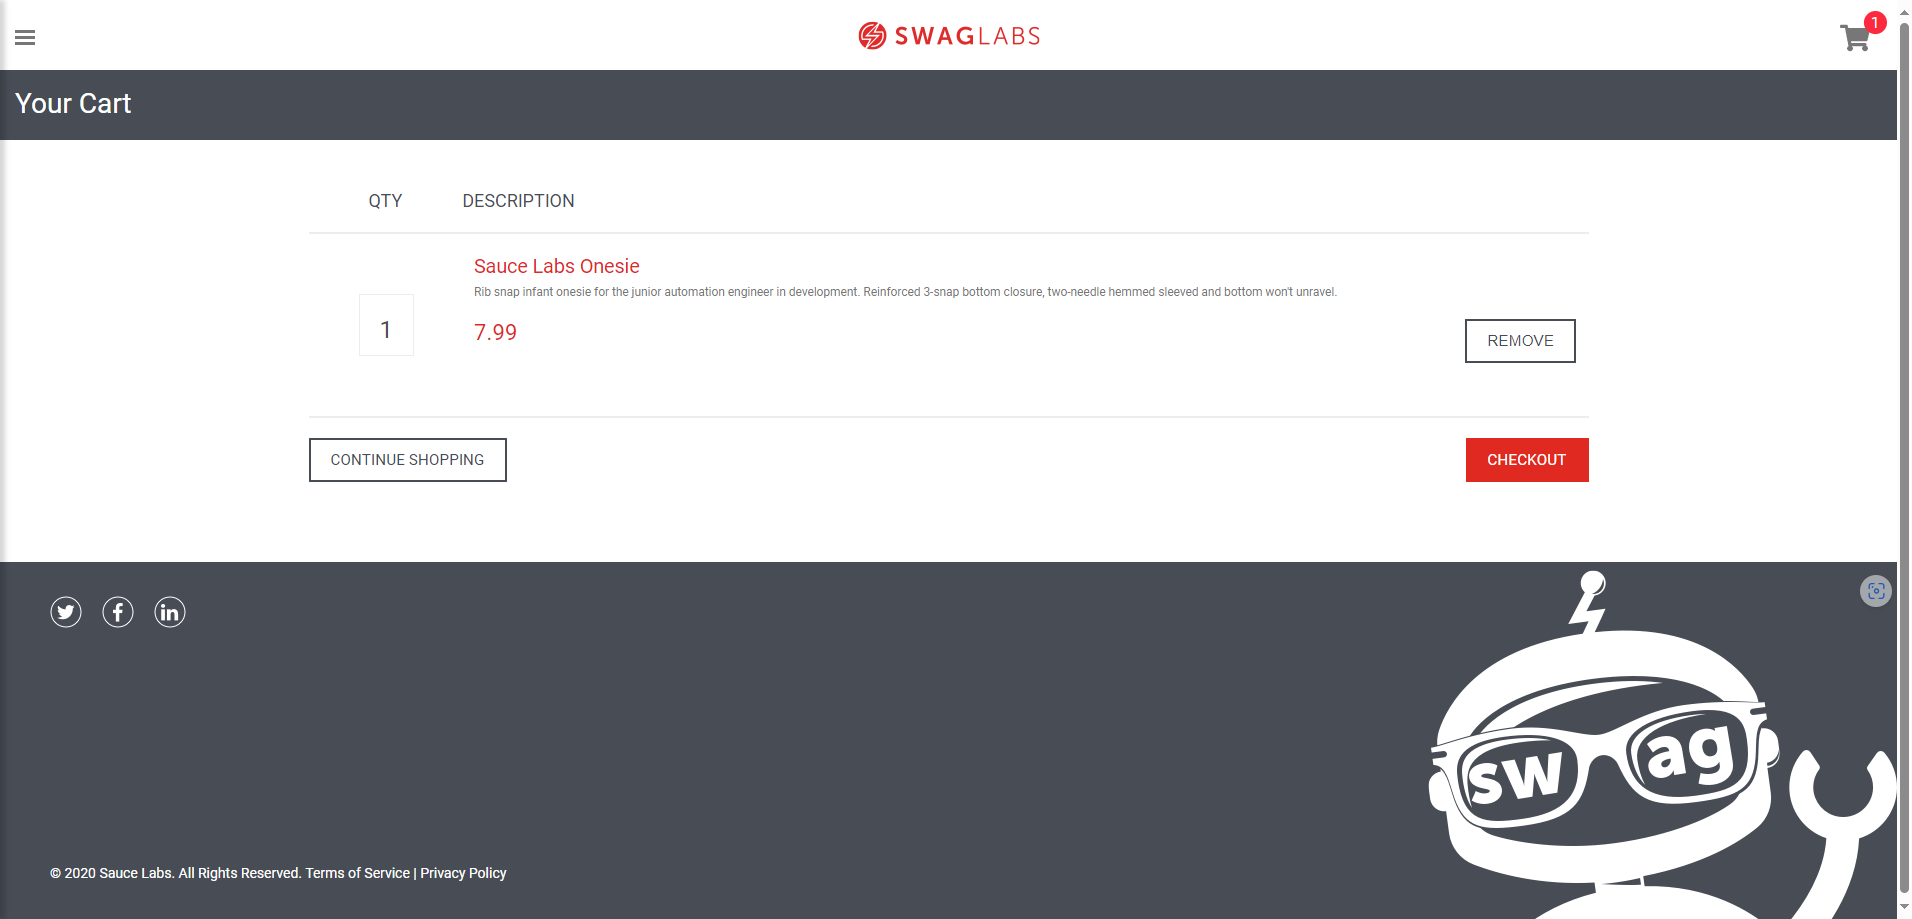 SWAGLABS
1
Your Cart
QTY DESCRIPTION
Sauce Labs Onesie
Rib snap infant onesie for the junior automation engineer in development. Reinforced 3-snap bottom closure, two-needle hemmed sleeved and bottom won't unravel.
1
7.99
REMOVE
CONTINUE SHOPPING
CHECKOUT
sw ag
© 2020 Sauce Labs. All Rights Reserved. Terms of Service | Privacy Policy